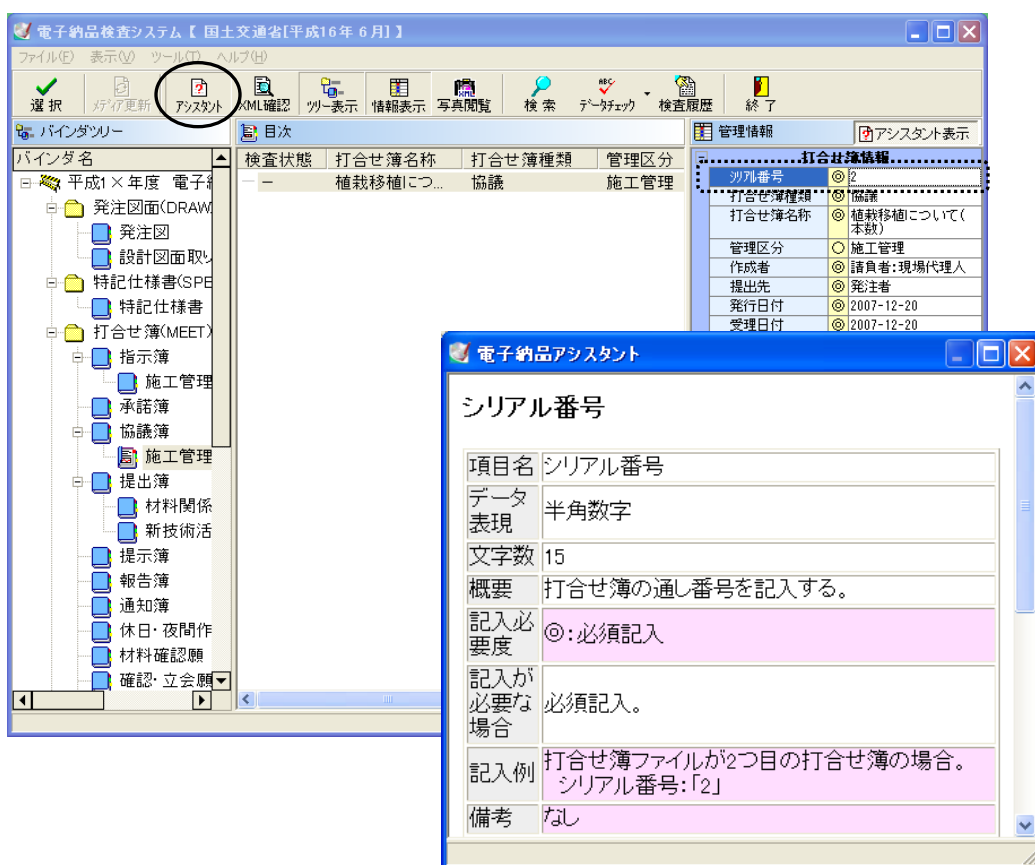 電子納品検査システム【 国土交通省[平成16年 6月] 】
ファイル(F) 表示(V) ツール(T) ヘルプ(H)
選 択 メディア更新 アシスタント XML確認 ツリー表示 情報表示 写真閲覧 検 索 データチェック 検査履歴 終 了
バインダツリー 目次 管理情報 アシスタント表示
バインダ名 検査状態 打合せ簿名称 打合せ簿種類 管理区分
平成1×年度 電子
発注図面(DRAW
発注図
設計図面取り
特記仕様書(SPE
特記仕様書
打合せ簿(MEET)
指示簿
施工管理
承諾簿
協議簿
施工管理
提出簿
材料関係
新技術活
提示簿
報告簿
通知簿
休日・夜間作
材料確認願
確認・立会願
− 植栽移植につ... 協議 施工管理
打合せ簿情報
シリアル番号 ◎ 2
打合せ簿種類 ◎ 協議
打合せ簿名称 ◎ 植栽移植について(
本数)
管理区分 ○ 施工管理
作成者 ◎ 請負者:現場代理人
提出先 ◎ 発注者
発行日付 ◎ 2007-12-20
受理日付 ◎ 2007-12-20
電子納品アシスタント
シリアル番号
項目名 シリアル番号
データ
表現 半角数字
文字数 15
概要 打合せ簿の通し番号を記入する。
記入必
要度 ◎:必須記入
記入が
必要な 必須記入。
場合
記入例 打合せ簿ファイルが2つ目の打合せ簿の場合。
シリアル番号:「2」
備考 なし